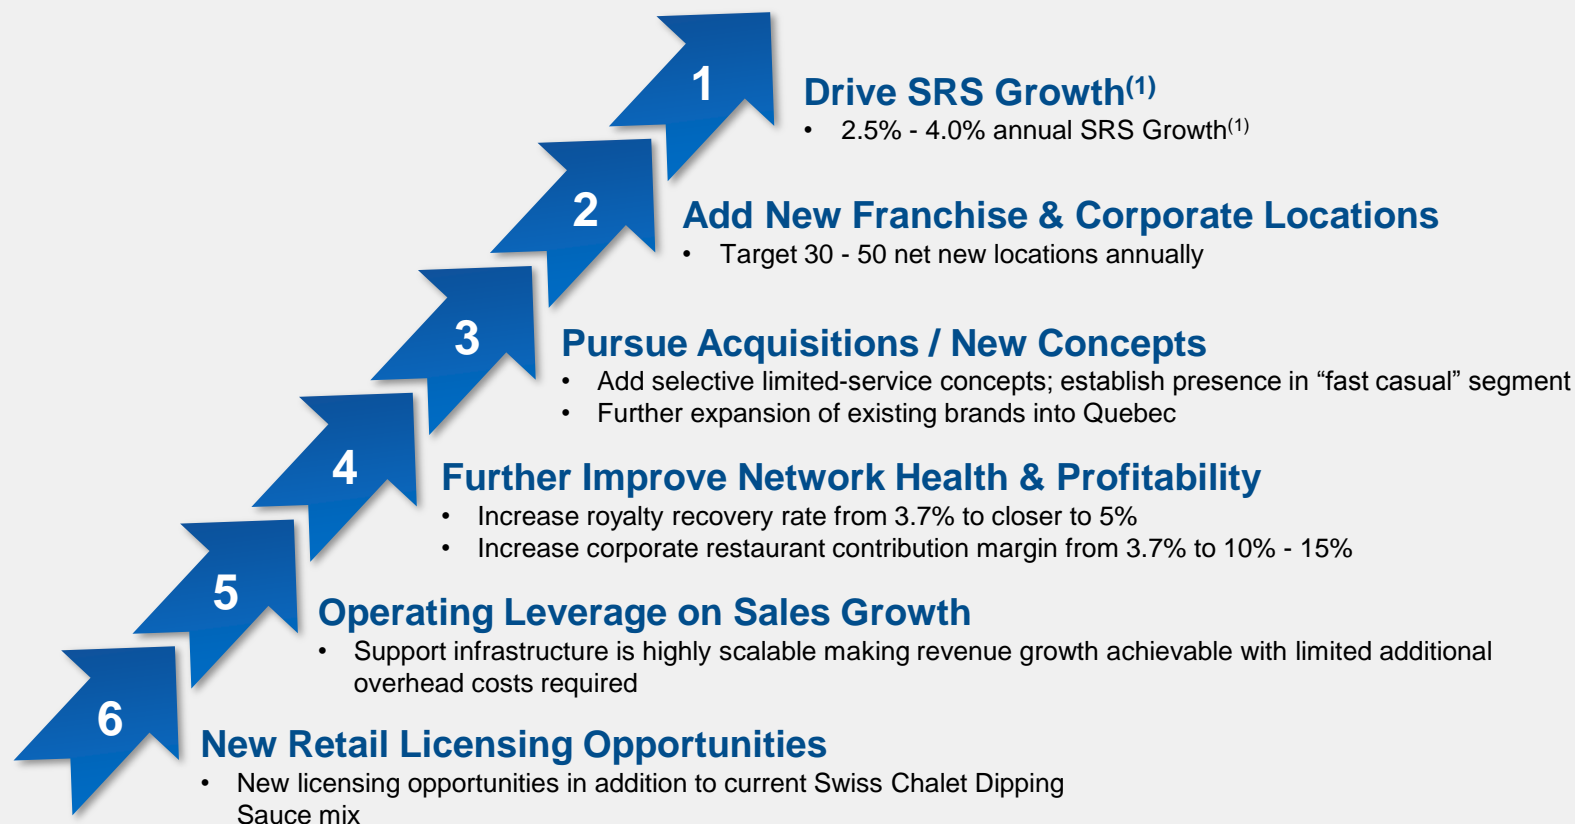 1
Drive SRS Growth(1)
• 2.5% - 4.0% annual SRS Growth(1)
2
Add New Franchise & Corporate Locations
• Target 30 - 50 net new locations annually
3
Pursue Acquisitions / New Concepts
• Add selective limited-service concepts; establish presence in “fast casual” segment
• Further expansion of existing brands into Quebec
4
Further Improve Network Health & Profitability
• Increase royalty recovery rate from 3.7% to closer to 5%
• Increase corporate restaurant contribution margin from 3.7% to 10% - 15%
5
Operating Leverage on Sales Growth
• Support infrastructure is highly scalable making revenue growth achievable with limited additional
overhead costs required
6
New Retail Licensing Opportunities
• New licensing opportunities in addition to current Swiss Chalet Dipping
Sauce mix